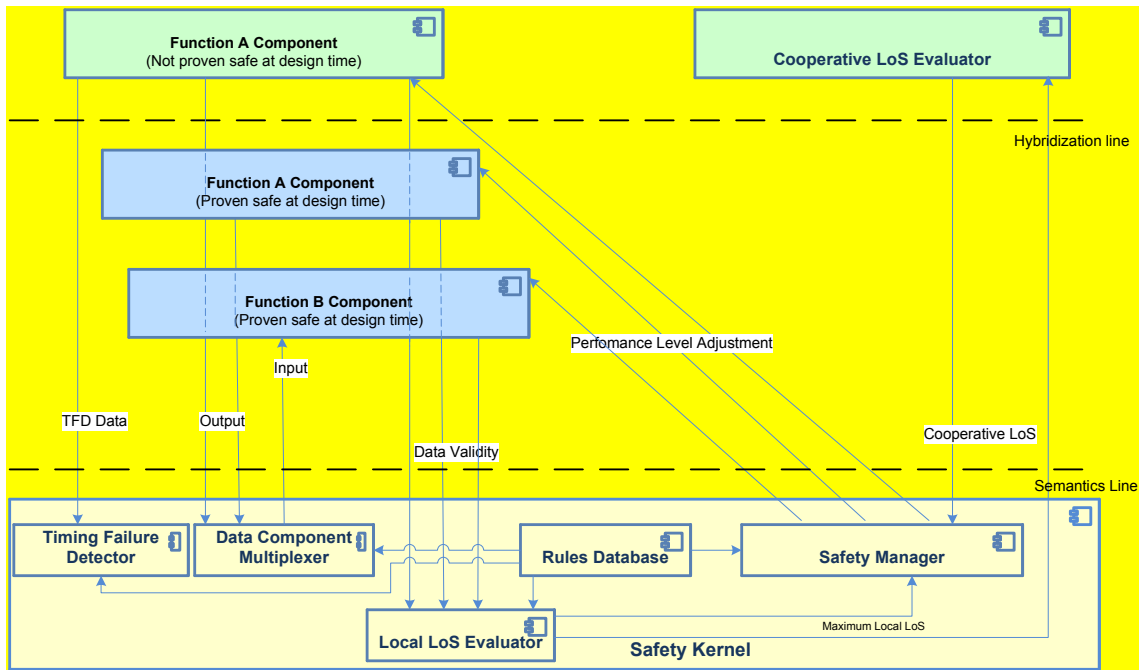 Function A Component
(Not proven safe at design time)
Cooperative LoS Evaluator
Hybridization line
Function A Component
(Proven safe at design time)
Function B Component
(Proven safe at design time)
Perfomance Level Adjustment
Input
TFD Data
Output
Cooperative LoS
Data Validity
Semantics Line
Timing Failure
Detector
Data Component
Multiplexer
Rules Database
Safety Manager
Local LoS Evaluator
Maximum Local LoS
Safety Kernel